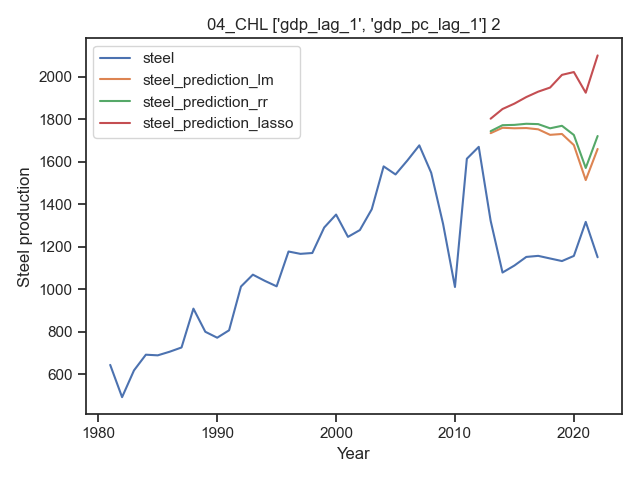 04_CHL ['gdp_lag_1', 'gdp_pc_lag_1'] 2
steel
steel_prediction_lm
steel_prediction_rr
steel_prediction_lasso
2000
1800
1600
1400
1200
1000
800
600
Steel production
1980
1990
2000
2010
2020
Year